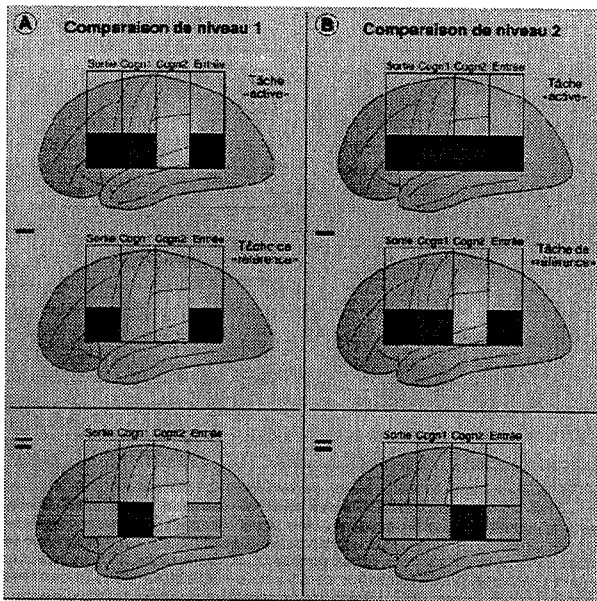 A Comparaison de niveau 1
Sortie Cogn1 Cogn2 Entrée
Tâche
«active»
–
Sortie Cogn1 Cogn2 Entrée
Tâche de
«référence»
=
Sortie Cogn1 Cogn2 Entrée
B Comparaison de niveau 2
Sortie Cogn1 Cogn2 Entrée
Tâche
«active»
–
Sortie Cogn1 Cogn2 Entrée
Tâche de
«référence»
=
Sortie Cogn1 Cogn2 Entrée